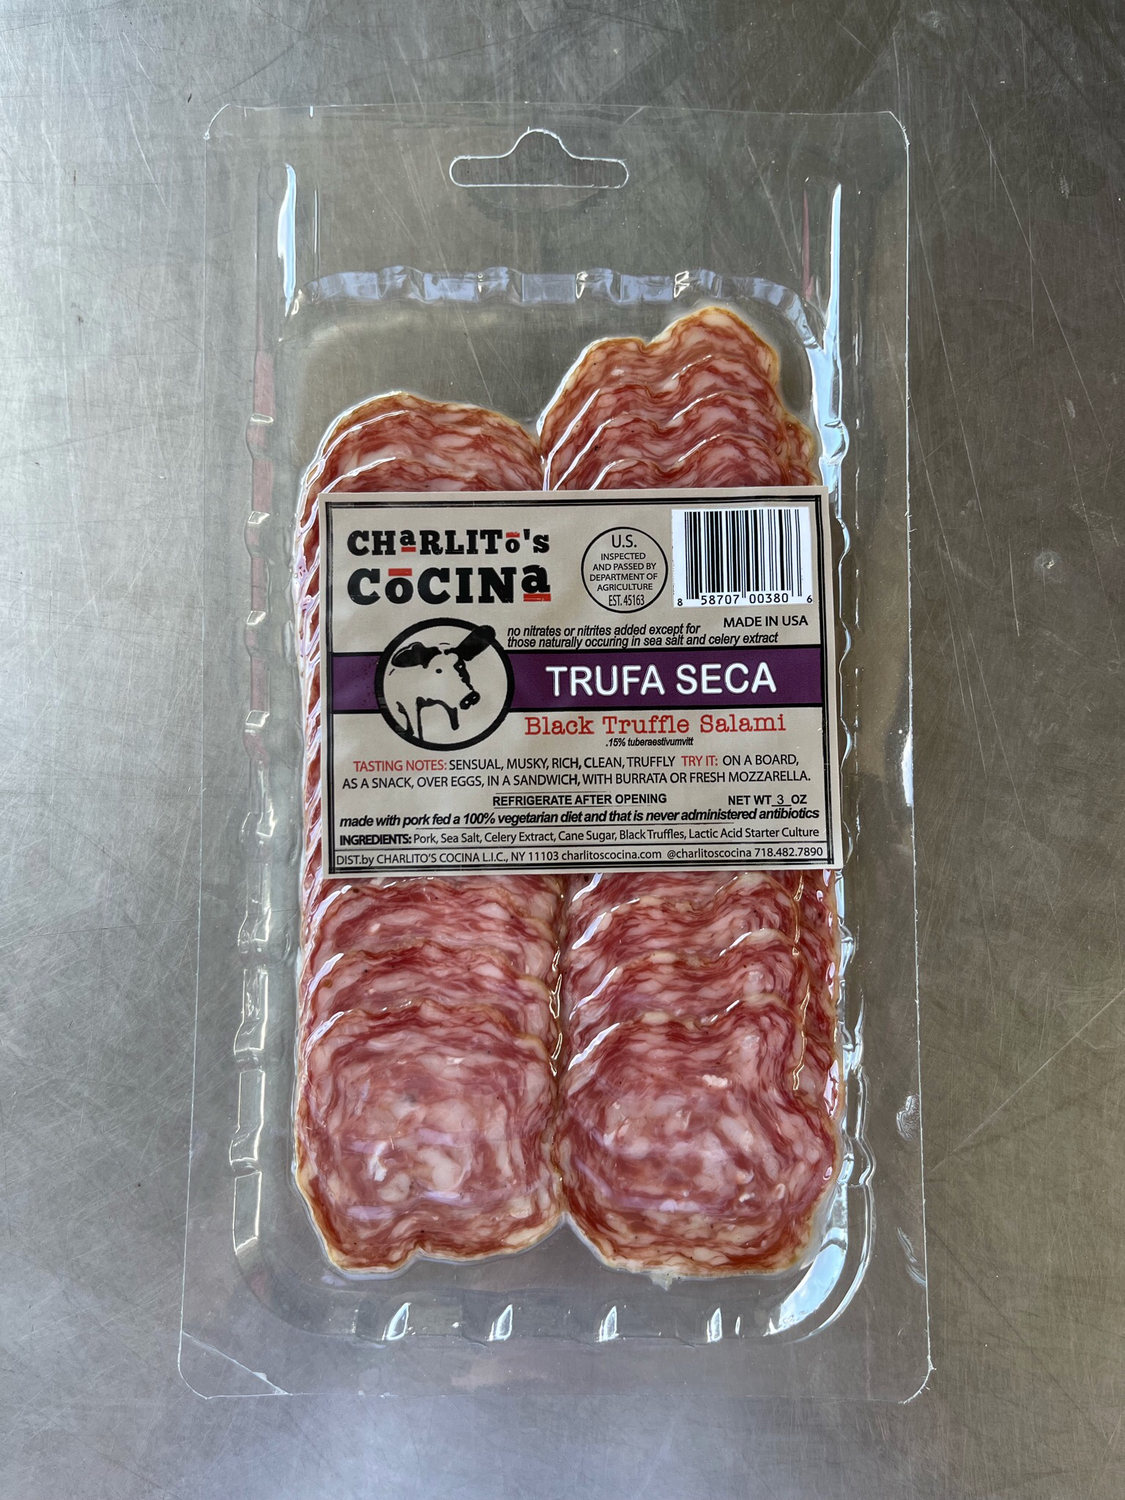 CHaRLITo's
CoCINa
U.S.
INSPECTED
AND PASSED BY
DEPARTMENT OF
AGRICULTURE
EST. 45163
8 58707 00380 6
MADE IN USA
no nitrates or nitrites added except for
those naturally occuring in sea salt and celery extract
TRUFA SECA
Black Truffle Salami
.15% tuberaestivumvitt
TASTING NOTES: SENSUAL, MUSKY, RICH, CLEAN, TRUFFLY TRY IT: ON A BOARD,
AS A SNACK, OVER EGGS, IN A SANDWICH, WITH BURRATA OR FRESH MOZZARELLA.
REFRIGERATE AFTER OPENING
NET WT 3 OZ
made with pork fed a 100% vegetarian diet and that is never administered antibiotics
INGREDIENTS: Pork, Sea Salt, Celery Extract, Cane Sugar, Black Truffles, Lactic Acid Starter Culture
DIST.by CHARLITO'S COCINA L.I.C., NY 11103 charlitoscocina.com @charlitoscocina 718.482.7890